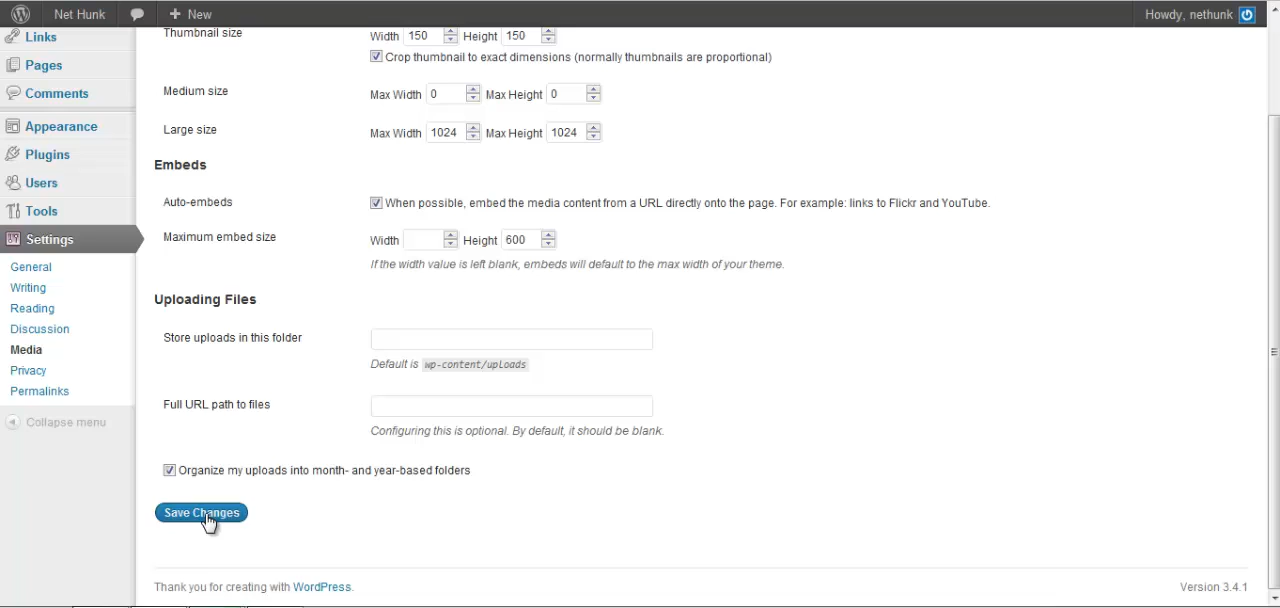 Net Hunk
New
Howdy, nethunk
Links
Pages
Comments
Appearance
Plugins
Users
Tools
Settings
General
Writing
Reading
Discussion
Media
Privacy
Permalinks
Collapse menu
Thumbnail size
Width 150 Height 150
Crop thumbnail to exact dimensions (normally thumbnails are proportional)
Medium size
Max Width 0 Max Height 0
Large size
Max Width 1024 Max Height 1024
Embeds
Auto-embeds
When possible, embed the media content from a URL directly onto the page. For example: links to Flickr and YouTube.
Maximum embed size
Width Height 600
If the width value is left blank, embeds will default to the max width of your theme.
Uploading Files
Store uploads in this folder
Default is wp-content/uploads
Full URL path to files
Configuring this is optional. By default, it should be blank.
Organize my uploads into month- and year-based folders
Save Changes
Thank you for creating with WordPress.
Version 3.4.1